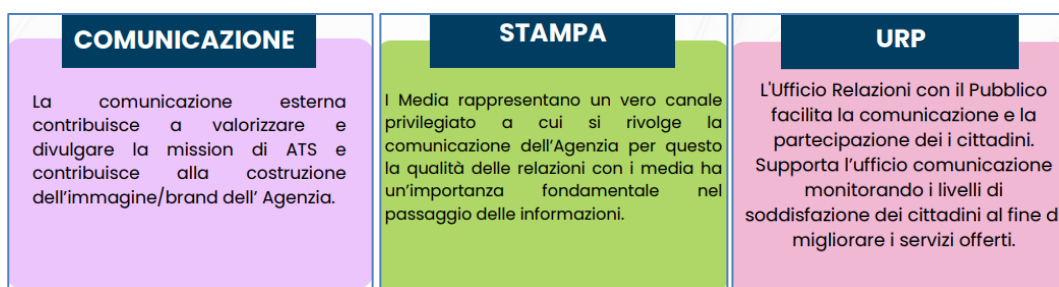 COMUNICAZIONE
La comunicazione esterna
contribuisce a valorizzare e
divulgare la mission di ATS e
contribuisce alla costruzione
dell’immagine/brand dell’ Agenzia.
STAMPA
I Media rappresentano un vero canale
privilegiato a cui si rivolge la
comunicazione dell’Agenzia per questo
la qualità delle relazioni con i media ha
un’importanza fondamentale nel
passaggio delle informazioni.
URP
L'Ufficio Relazioni con il Pubblico
facilita la comunicazione e la
partecipazione dei i cittadini.
Supporta l’ufficio comunicazione
monitorando i livelli di
soddisfazione dei cittadini al fine d
migliorare i servizi offerti.